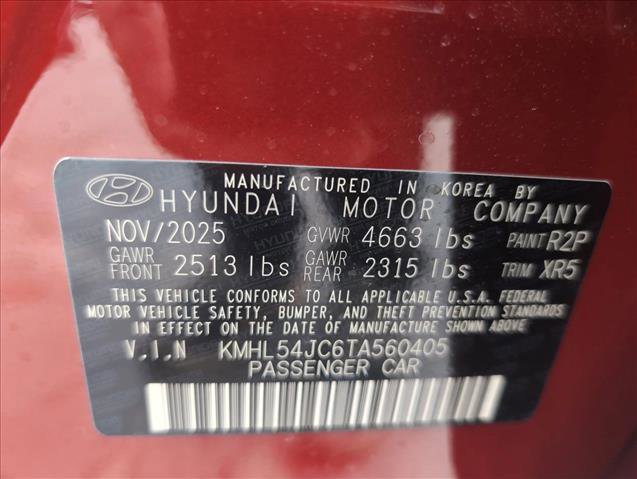 MANUFACTURED IN KOREA BY
HYUNDAI MOTOR COMPANY
NOV/2025 GVWR 4663 lbs PAINT R2P
GAWR FRONT 2513 lbs GAWR REAR 2315 lbs TRIM XR5
THIS VEHICLE CONFORMS TO ALL APPLICABLE U.S.A. FEDERAL
MOTOR VEHICLE SAFETY, BUMPER, AND THEFT PREVENTION STANDARDS
IN EFFECT ON THE DATE OF MANUFACTURE SHOWN ABOVE.
V.I.N KMHL54JC6TA560405
PASSENGER CAR